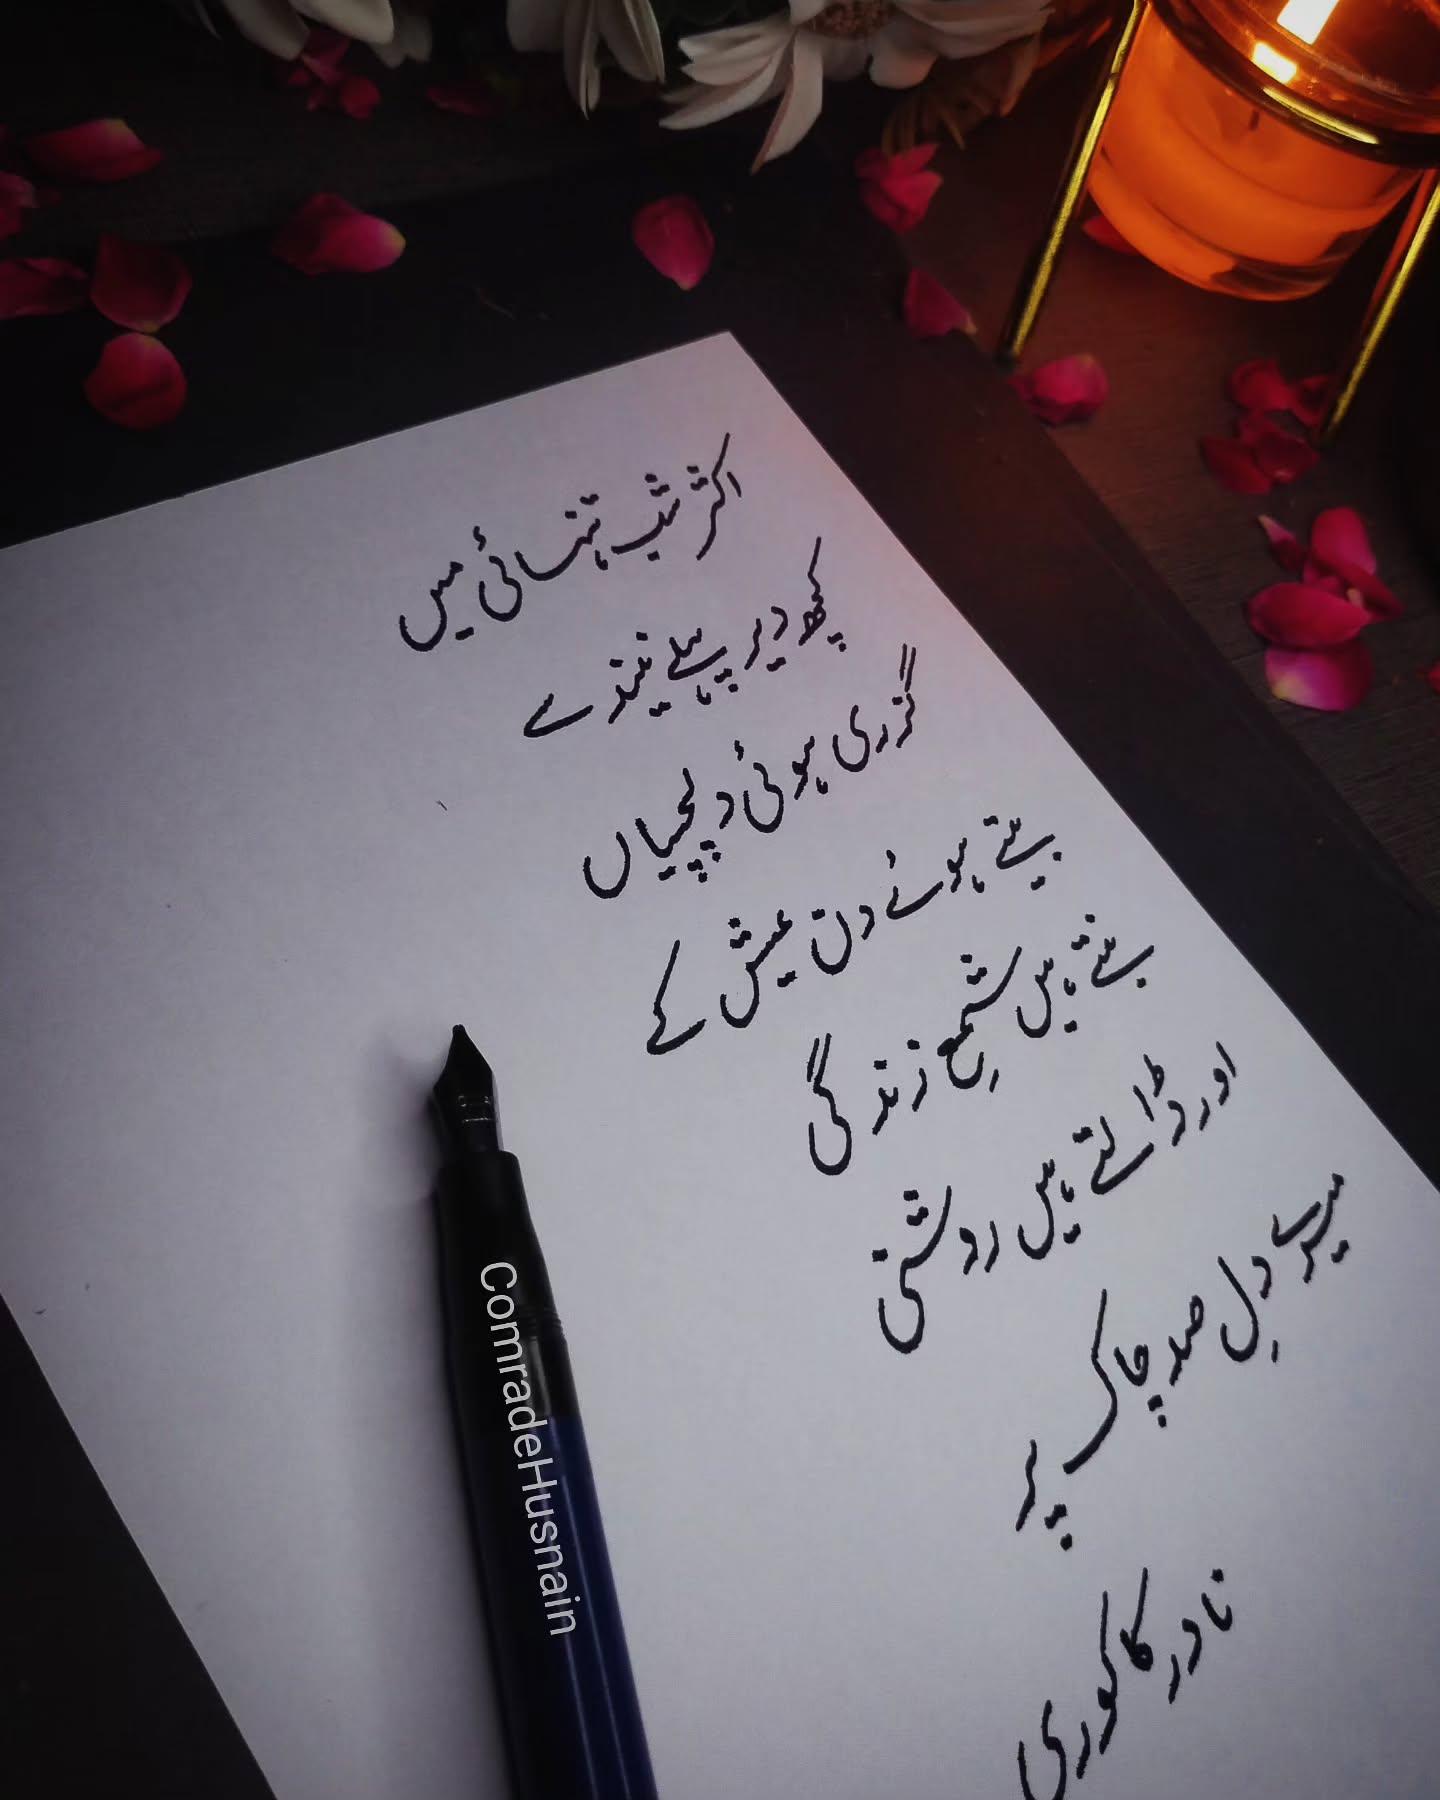 اکثر شب تنہائی میں
کچھ دیر پہلے نیند سے
گزری ہوئی دلچسپیاں
بیتے ہوئے دن عیش کے
بنتے ہیں شمعِ زندگی
اور ڈالتے ہیں روشنی
میرے دلِ صد چاک پر
نادر کاکوری
ComradeHusnain